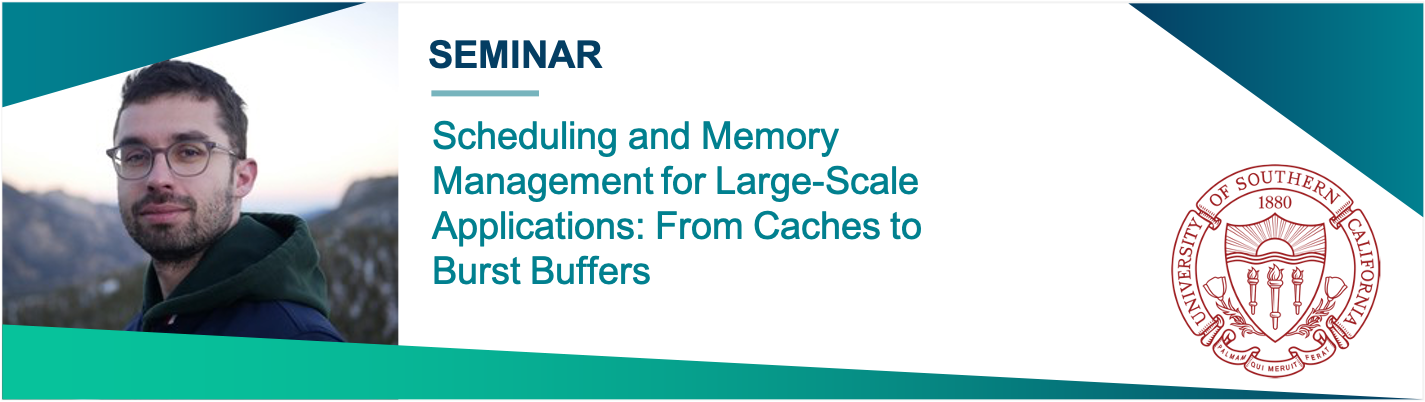 SEMINAR
Scheduling and Memory
Management for Large-Scale
Applications: From Caches to
Burst Buffers
UNIVERSITY OF SOUTHERN CALIFORNIA
1880
PALMAM QUI MERUIT FERAT